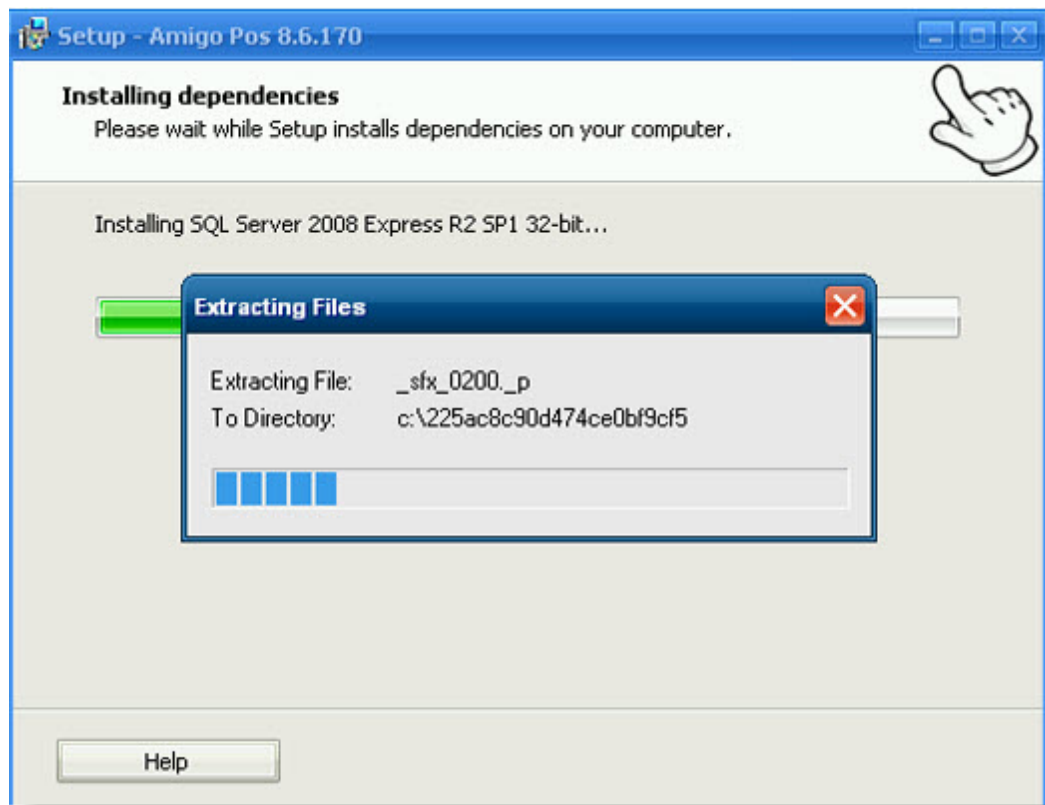 Setup - Amigo Pos 8.6.170
Installing dependencies
Please wait while Setup installs dependencies on your computer.
Installing SQL Server 2008 Express R2 SP1 32-bit...
Extracting Files
Extracting File: _sfx_0200._p
To Directory: c:\225ac8c90d474ce0bf9cf5
Help